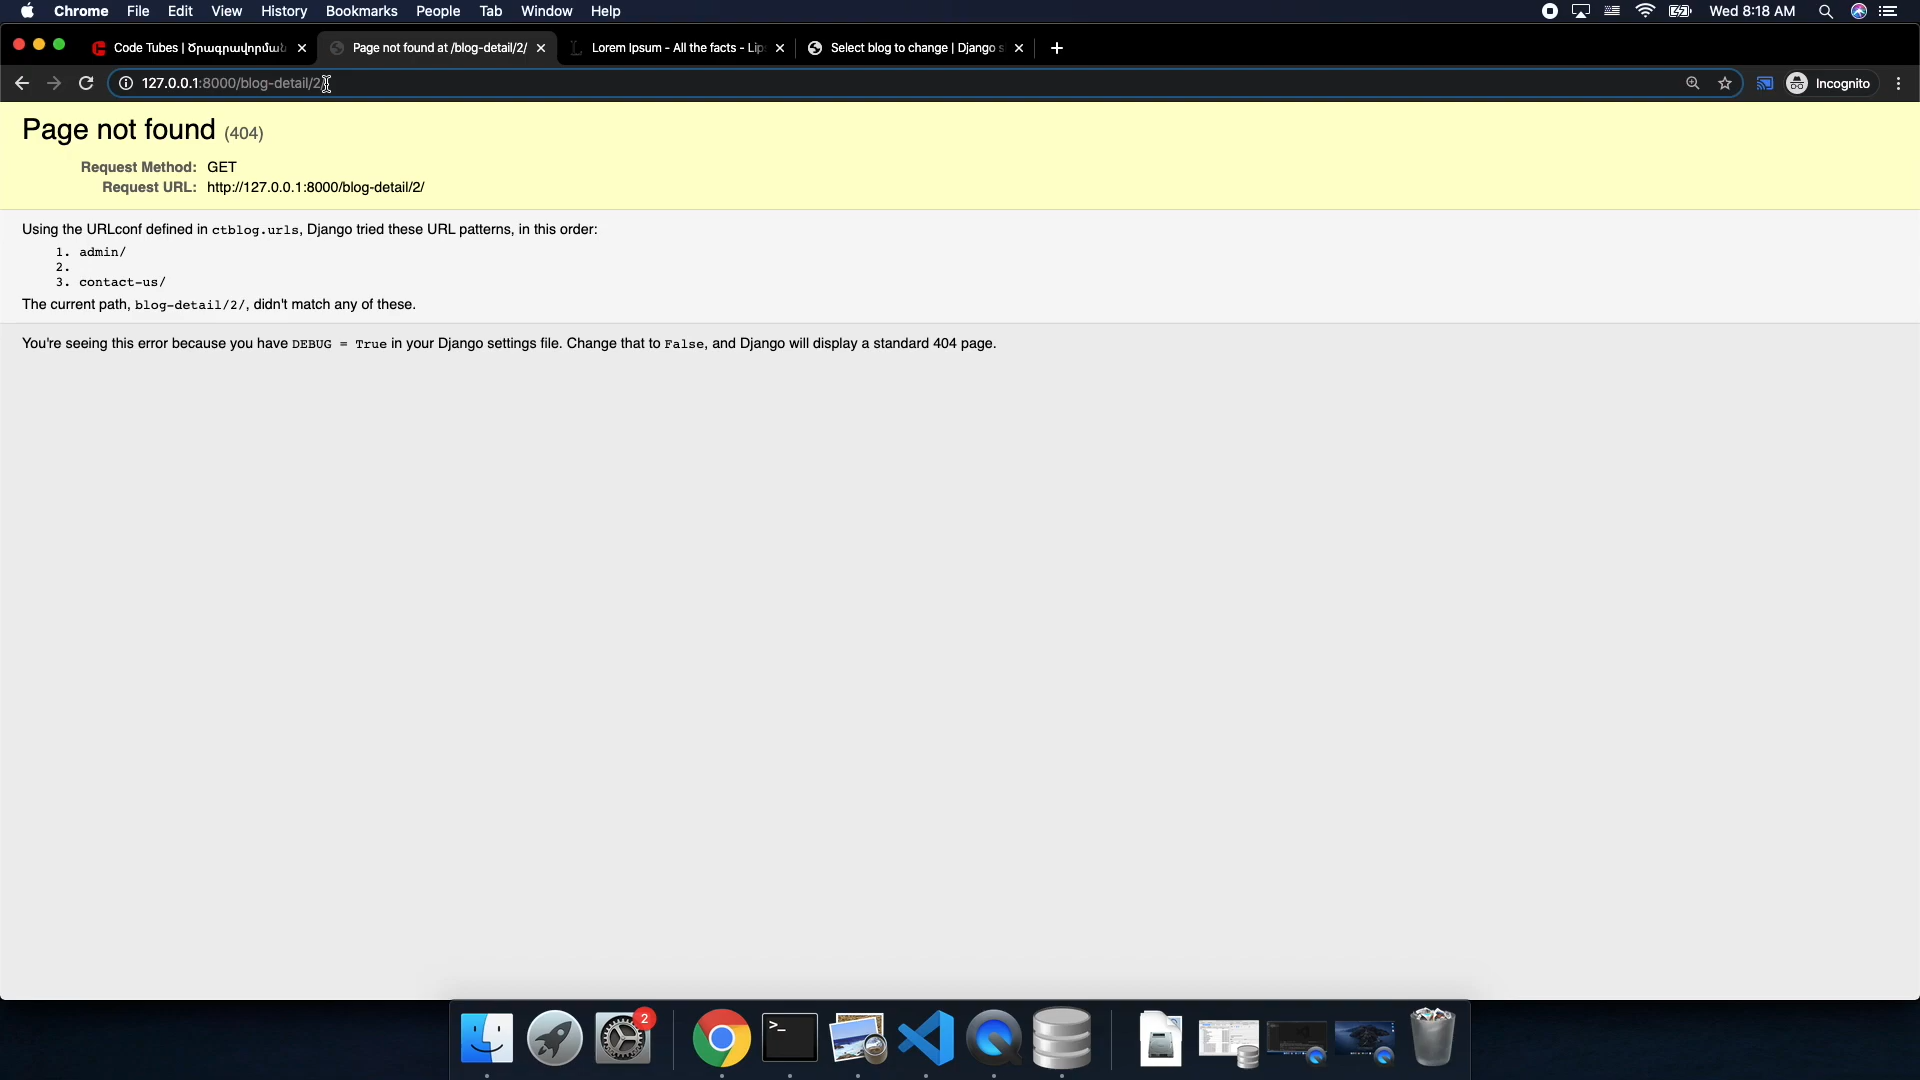 Chrome File Edit View History Bookmarks People Tab Window Help Wed 8:18 AM
Code Tubes | Ծրագրավորման Page not found at /blog-detail/2/ Lorem Ipsum - All the facts - Lip Select blog to change | Django s
127.0.0.1:8000/blog-detail/2/ Incognito
Page not found (404)
Request Method: GET
Request URL: http://127.0.0.1:8000/blog-detail/2/
Using the URLconf defined in ctblog.urls, Django tried these URL patterns, in this order:
1. admin/
2.
3. contact-us/
The current path, blog-detail/2/, didn't match any of these.
You're seeing this error because you have DEBUG = True in your Django settings file. Change that to False, and Django will display a standard 404 page.
2
>_